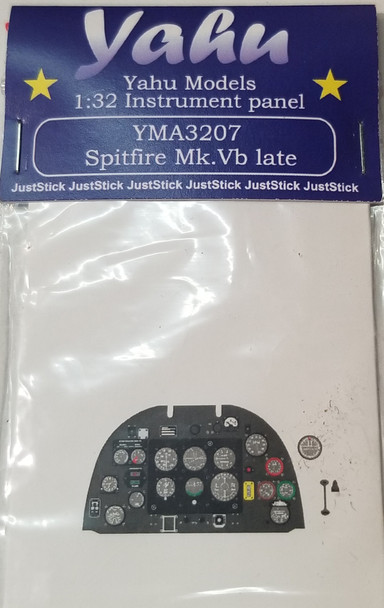 Yahu
Yahu Models
1:32 Instrument panel
YMA3207
Spitfire Mk.Vb late
JustStick JustStick JustStick JustStick JustStick JustStick